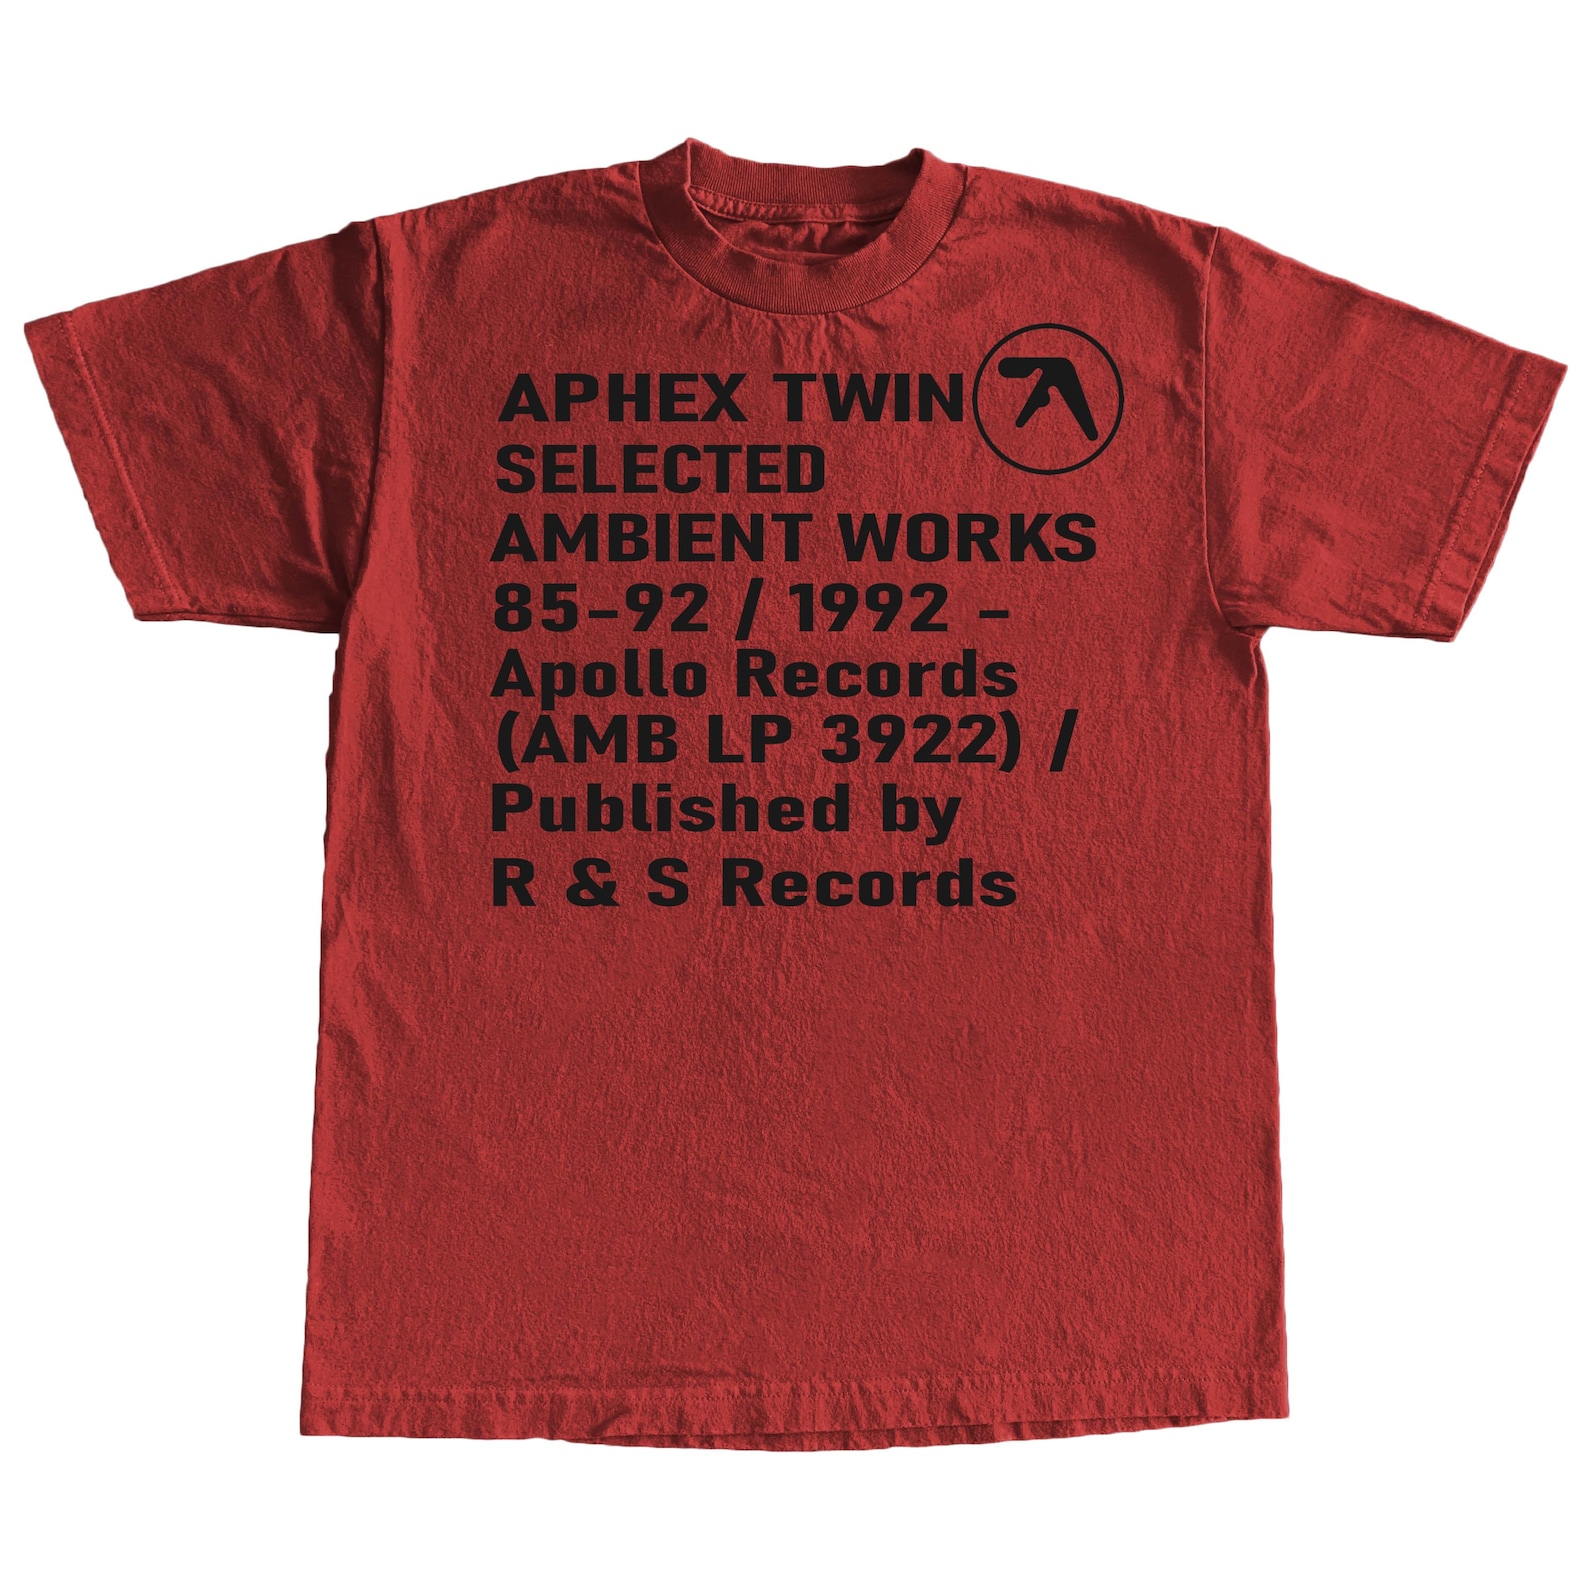 APHEX TWIN
SELECTED
AMBIENT WORKS
85-92 / 1992 -
Apollo Records
(AMB LP 3922) /
Published by
R & S Records